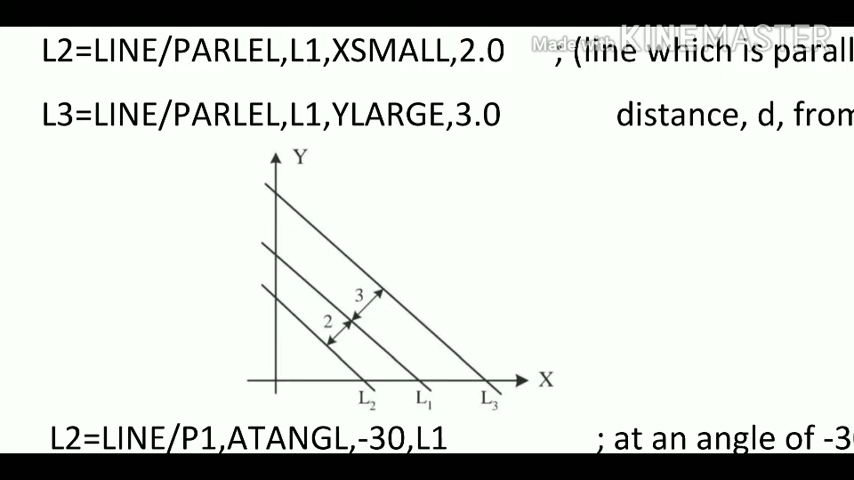 Made with KINEMASTER
L2=LINE/PARLEL,L1,XSMALL,2.0 ; (line which is parall
L3=LINE/PARLEL,L1,YLARGE,3.0 distance, d, from
Y
3
2
X
L2 L1 L3
L2=LINE/P1,ATANGL,-30,L1 ; at an angle of -30